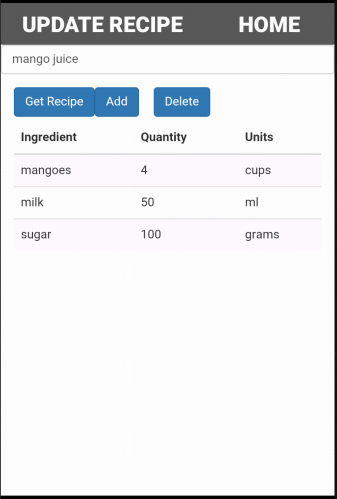 UPDATE RECIPE HOME
mango juice
Get Recipe Add Delete
Ingredient Quantity Units
mangoes 4 cups
milk 50 ml
sugar 100 grams